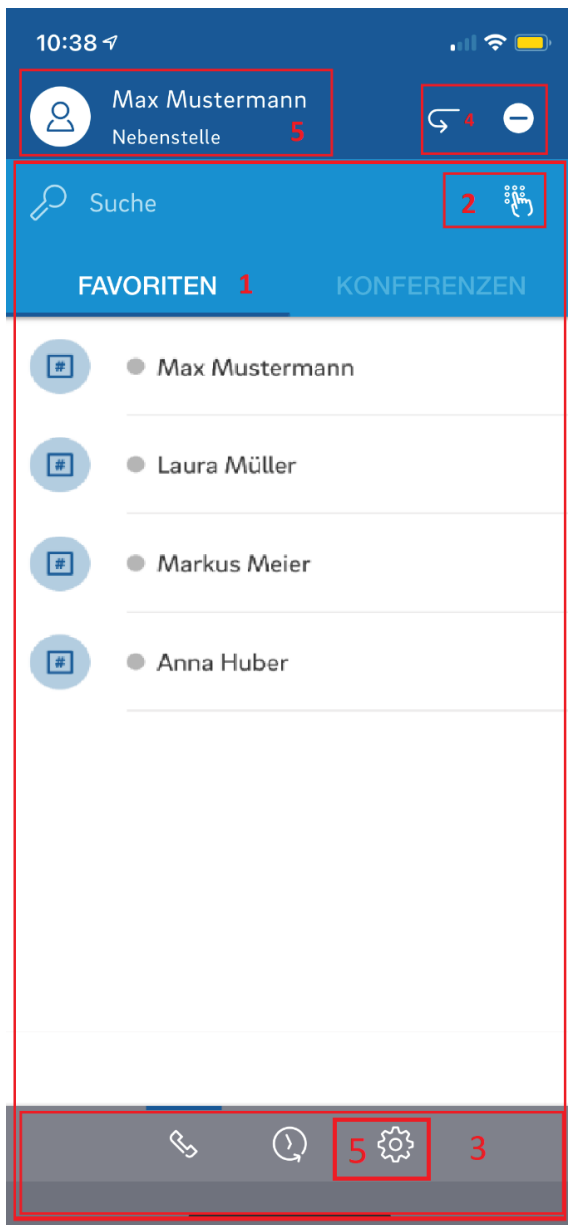 10:38
Max Mustermann
Nebenstelle 5
4
Suche
2
FAVORITEN 1 KONFERENZEN
# Max Mustermann
# Laura Müller
# Markus Meier
# Anna Huber
5 3